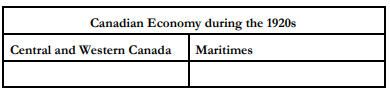 Canadian Economy during the 1920s
Central and Western Canada Maritimes